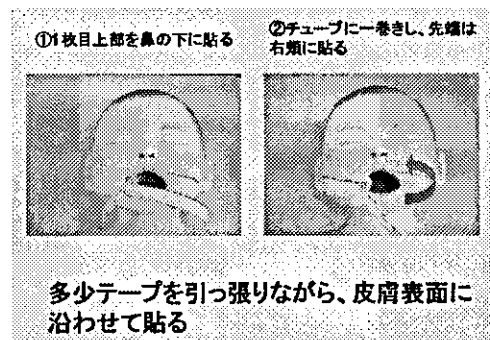 ①1枚目上部を鼻の下に貼る
②チューブに一巻きし、先端は
右頬に貼る
多少テープを引っ張りながら、皮膚表面に
沿わせて貼る